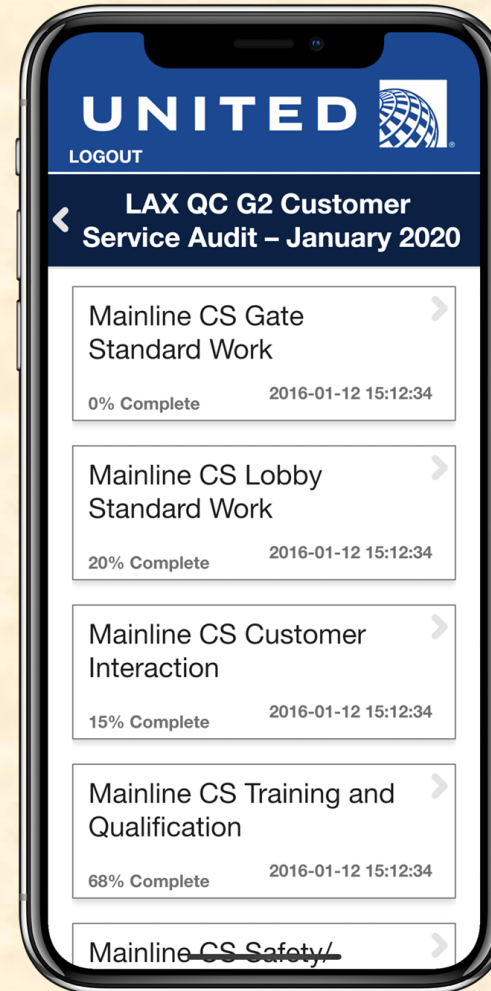 UNITED
LOGOUT
LAX QC G2 Customer
Service Audit – January 2020
Mainline CS Gate
Standard Work
0% Complete
2016-01-12 15:12:34
Mainline CS Lobby
Standard Work
20% Complete
2016-01-12 15:12:34
Mainline CS Customer
Interaction
15% Complete
2016-01-12 15:12:34
Mainline CS Training and
Qualification
68% Complete
2016-01-12 15:12:34
Mainline CS Safety/